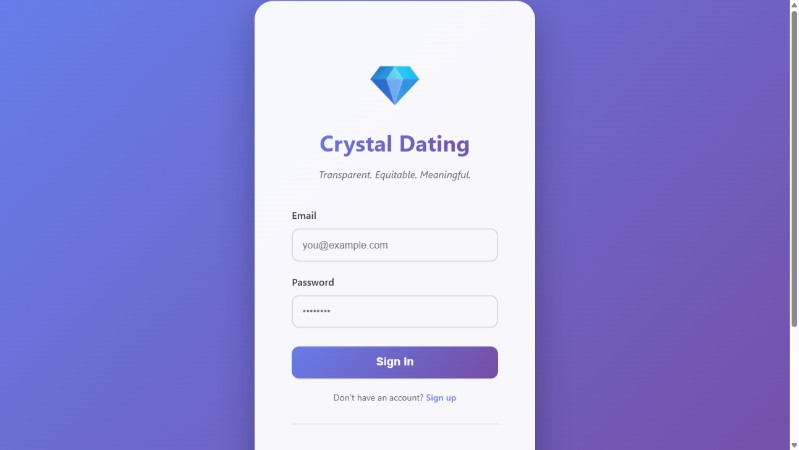 Crystal Dating
Transparent. Equitable. Meaningful.
Email
you@example.com
Password
••••••••
Sign In
Don't have an account? Sign up